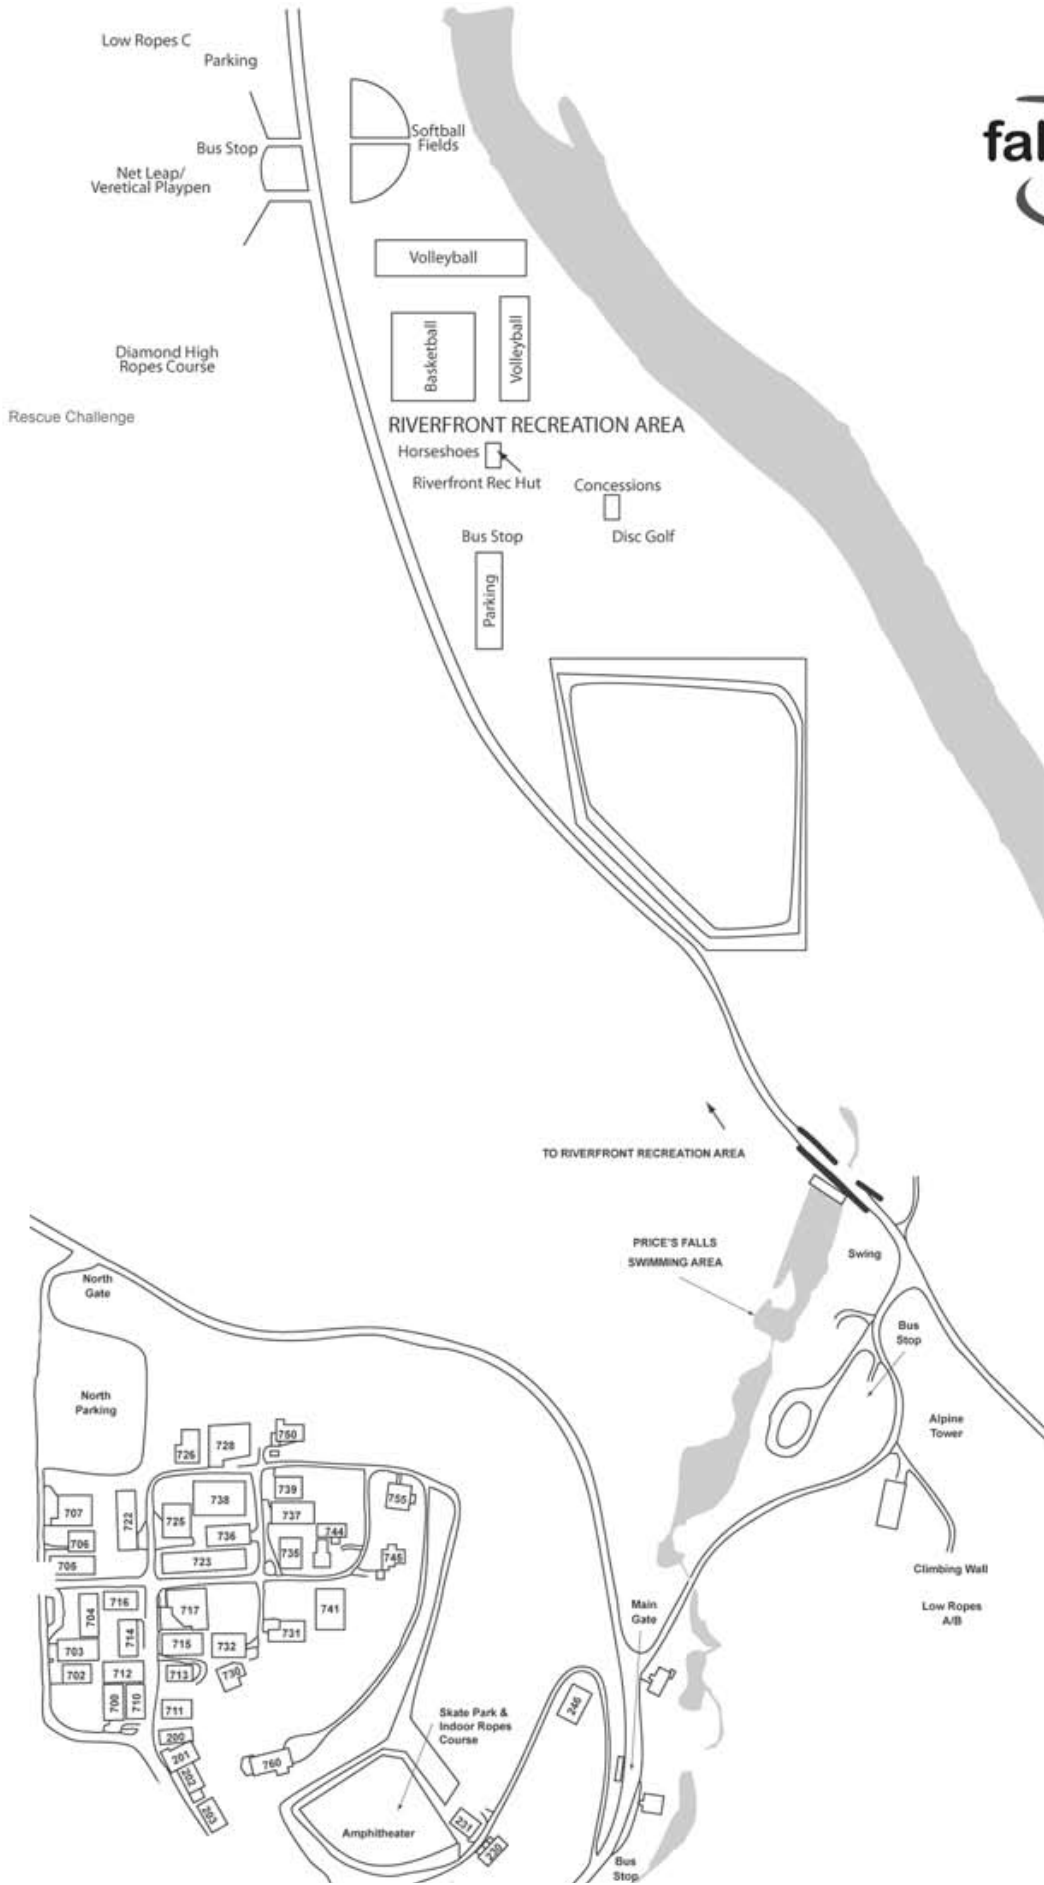 Low Ropes C
Parking
fal
Softball
Fields
Bus Stop
Net Leap/
Veretical Playpen
Volleyball
Volleyball
Basketball
Diamond High
Ropes Course
Rescue Challenge
RIVERFRONT RECREATION AREA
Horseshoes
Riverfront Rec Hut
Concessions
Bus Stop
Disc Golf
Parking
TO RIVERFRONT RECREATION AREA
PRICE'S FALLS
SWIMMING AREA
Swing
North
Gate
Bus
Stop
North
Parking
Alpine
Tower
750
726
728
739
755
738
707
722
725
737
736
744
706
735
745
705
723
Climbing Wall
716
717
741
Main
Gate
Low Ropes
A/B
704
714
731
703
715
732
702
712
713
730
700
710
711
246
Skate Park &
Indoor Ropes
Course
200
201
760
202
203
231
Amphitheater
230
Bus
Stop